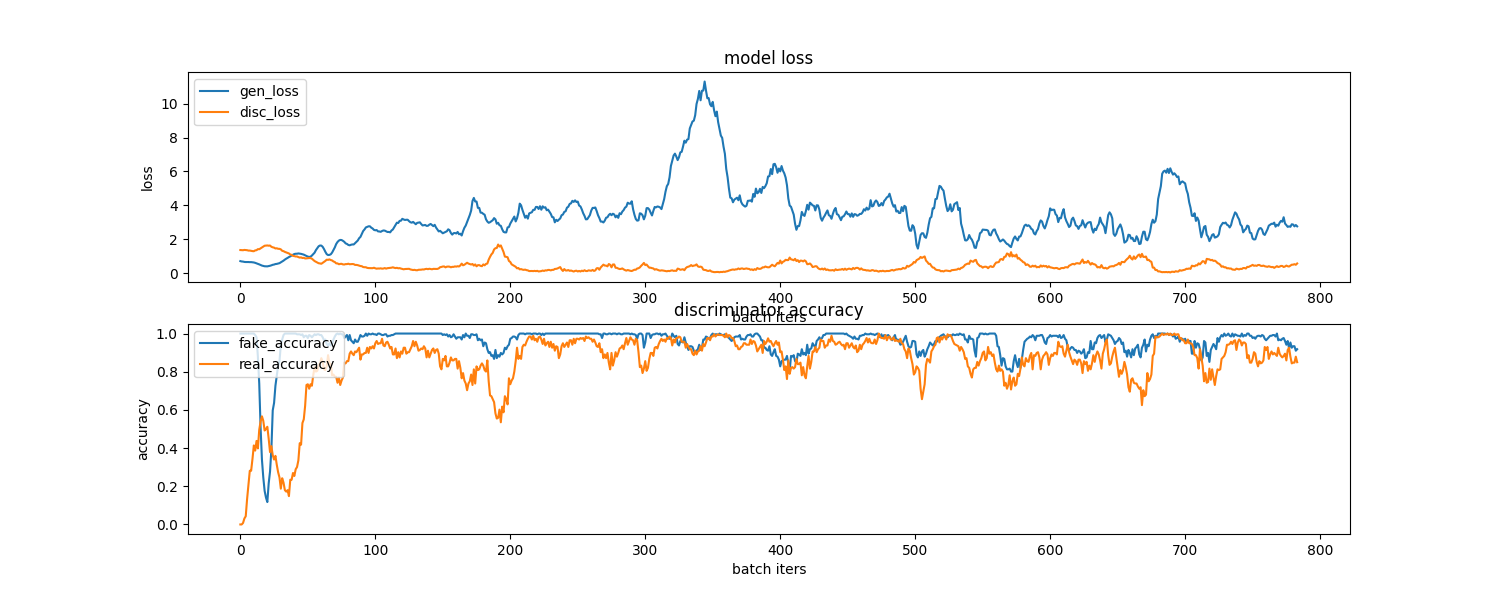 model loss
gen_loss
disc_loss
loss
10
8
6
4
2
0
0 100 200 300 400 500 600 700 800
batch iters
discriminator accuracy
fake_accuracy
real_accuracy
accuracy
1.0
0.8
0.6
0.4
0.2
0.0
0 100 200 300 400 500 600 700 800
batch iters